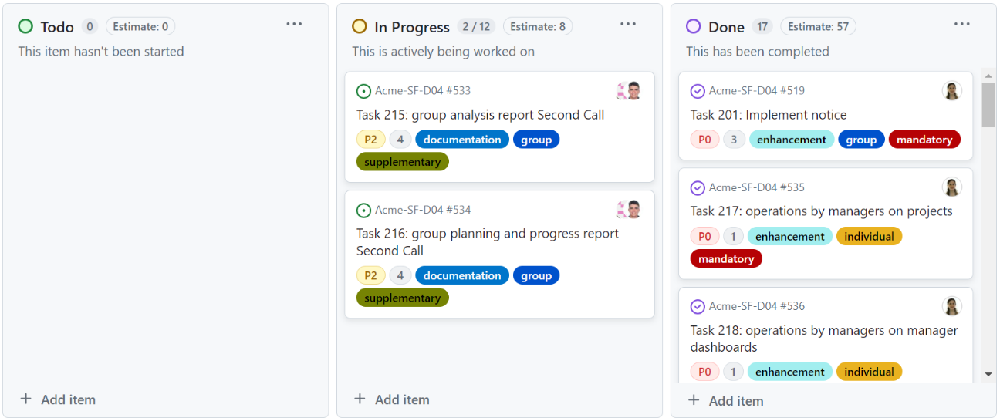 Todo 0 Estimate: 0
This item hasn't been started
+ Add item
In Progress 2 / 12 Estimate: 8
This is actively being worked on
Acme-SF-D04 #533
Task 215: group analysis report Second Call
P2 4 documentation group
supplementary
Acme-SF-D04 #534
Task 216: group planning and progress report
Second Call
P2 4 documentation group
supplementary
+ Add item
Done 17 Estimate: 57
This has been completed
Acme-SF-D04 #519
Task 201: Implement notice
P0 3 enhancement group mandatory
Acme-SF-D04 #535
Task 217: operations by managers on projects
P0 1 enhancement individual
mandatory
Acme-SF-D04 #536
Task 218: operations by managers on manager
dashboards
P0 1 enhancement individual
+ Add item